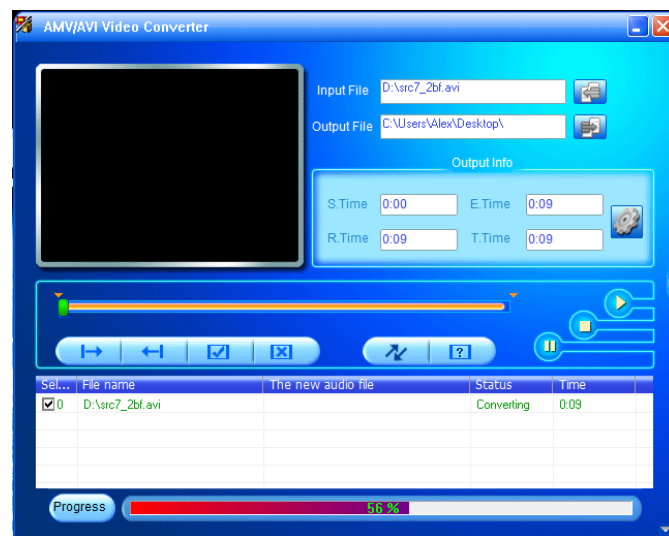 AMV/AVI Video Converter
Input File D:\src7_2bf.avi
Output File C:\Users\Alex\Desktop\
Output Info
S.Time 0:00 E.Time 0:09
R.Time 0:09 T.Time 0:09
Sel... File name The new audio file Status Time
0 D:\src7_2bf.avi Converting 0:09
Progress 56 %